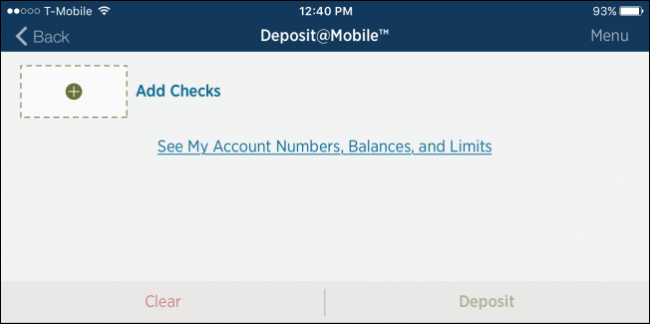 T-Mobile 12:40 PM 93%
Back Deposit@Mobile™ Menu
Add Checks
See My Account Numbers, Balances, and Limits
Clear Deposit